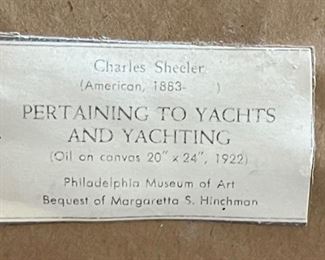 Charles Sheeler
(American, 1883-     )
PERTAINING TO YACHTS
AND YACHTING
(Oil on canvas 20" x 24", 1922)
Philadelphia Museum of Art
Bequest of Margaretta S. Hinchman